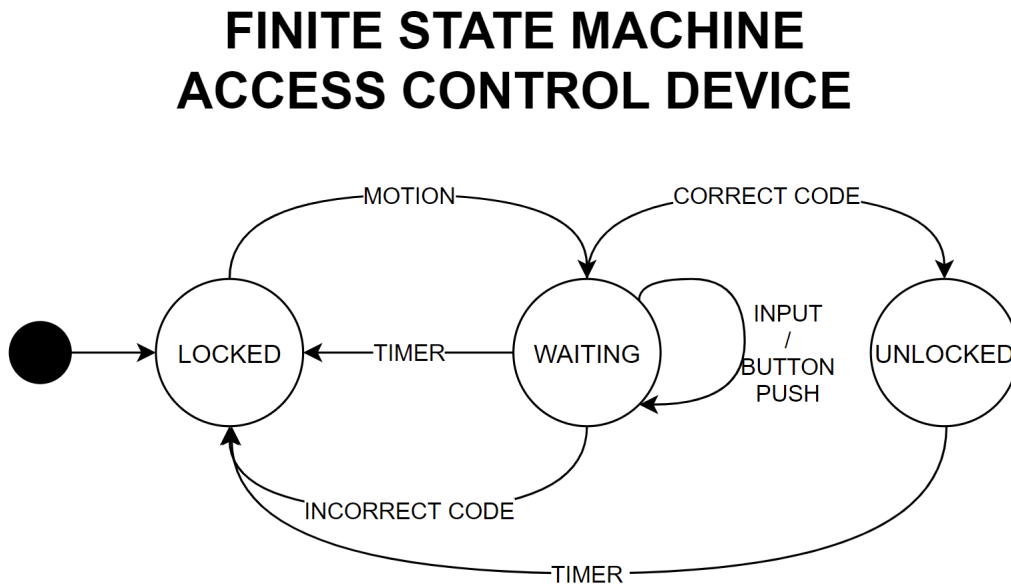 FINITE STATE MACHINE
ACCESS CONTROL DEVICE
MOTION
CORRECT CODE
LOCKED
TIMER
WAITING
INPUT
/
BUTTON
PUSH
UNLOCKED
INCORRECT CODE
TIMER